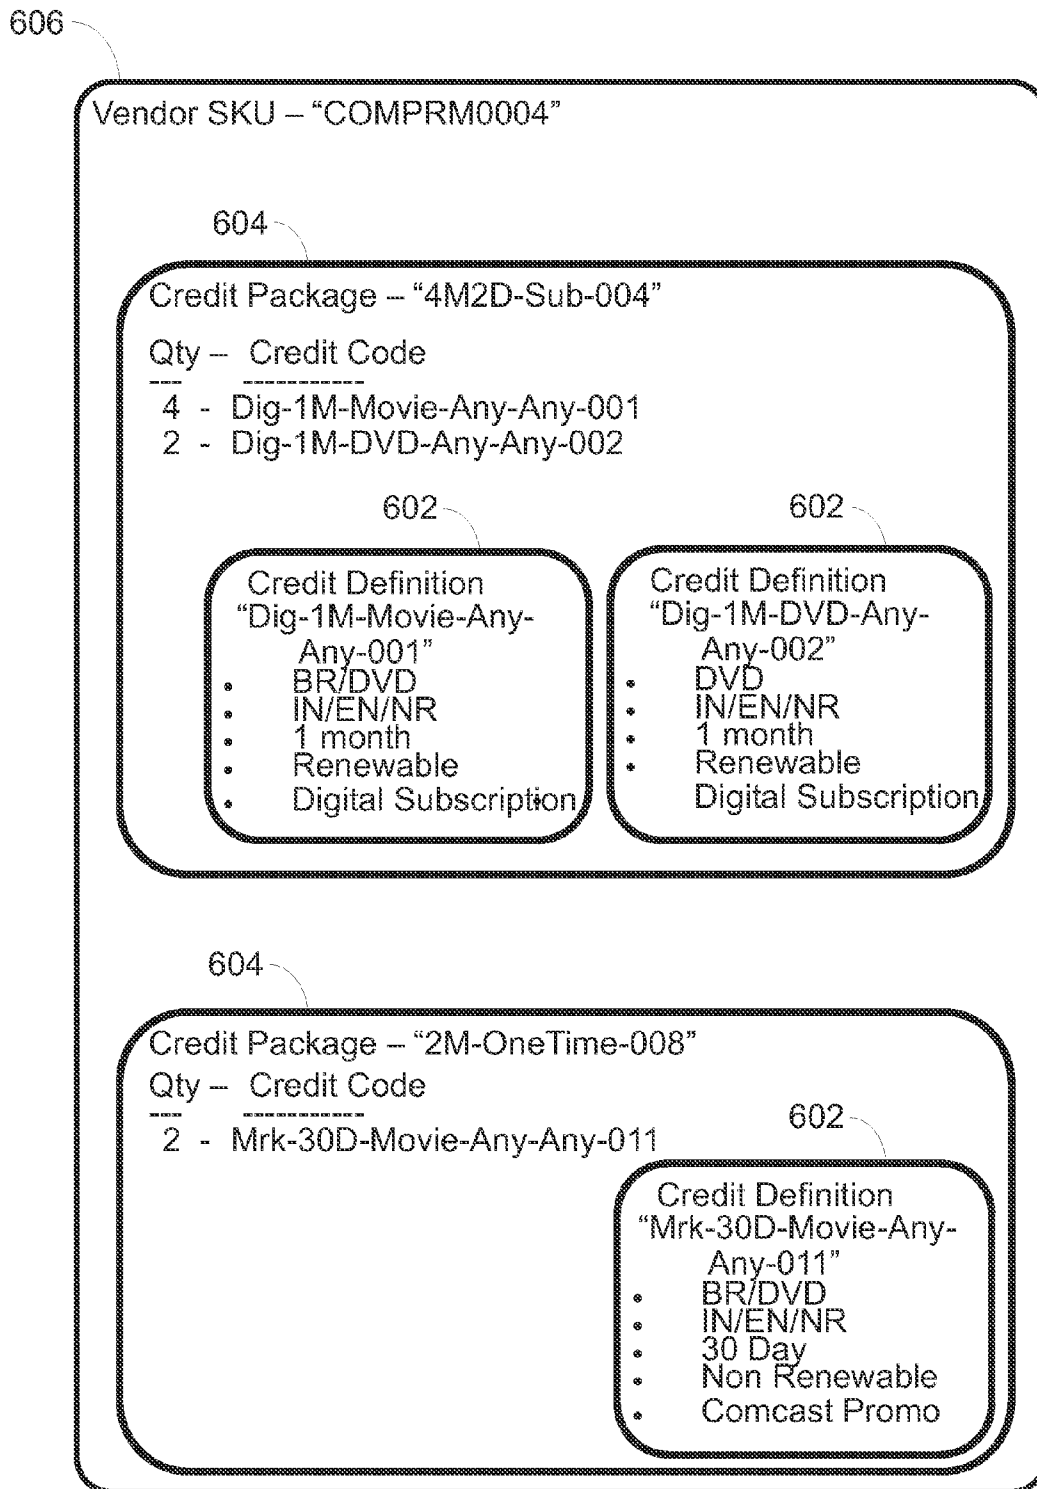 606
Vendor SKU – “COMPRM0004”
604
Credit Package – “4M2D-Sub-004”
Qty – Credit Code
--- -----------
4 - Dig-1M-Movie-Any-Any-001
2 - Dig-1M-DVD-Any-Any-002
602
Credit Definition
“Dig-1M-Movie-Any-
Any-001”
• BR/DVD
• IN/EN/NR
• 1 month
• Renewable
• Digital Subscription
602
Credit Definition
“Dig-1M-DVD-Any-
Any-002”
• DVD
• IN/EN/NR
• 1 month
• Renewable
• Digital Subscription
604
Credit Package – “2M-OneTime-008”
Qty – Credit Code
--- -----------
2 - Mrk-30D-Movie-Any-Any-011
602
Credit Definition
“Mrk-30D-Movie-Any-
Any-011”
• BR/DVD
• IN/EN/NR
• 30 Day
• Non Renewable
• Comcast Promo